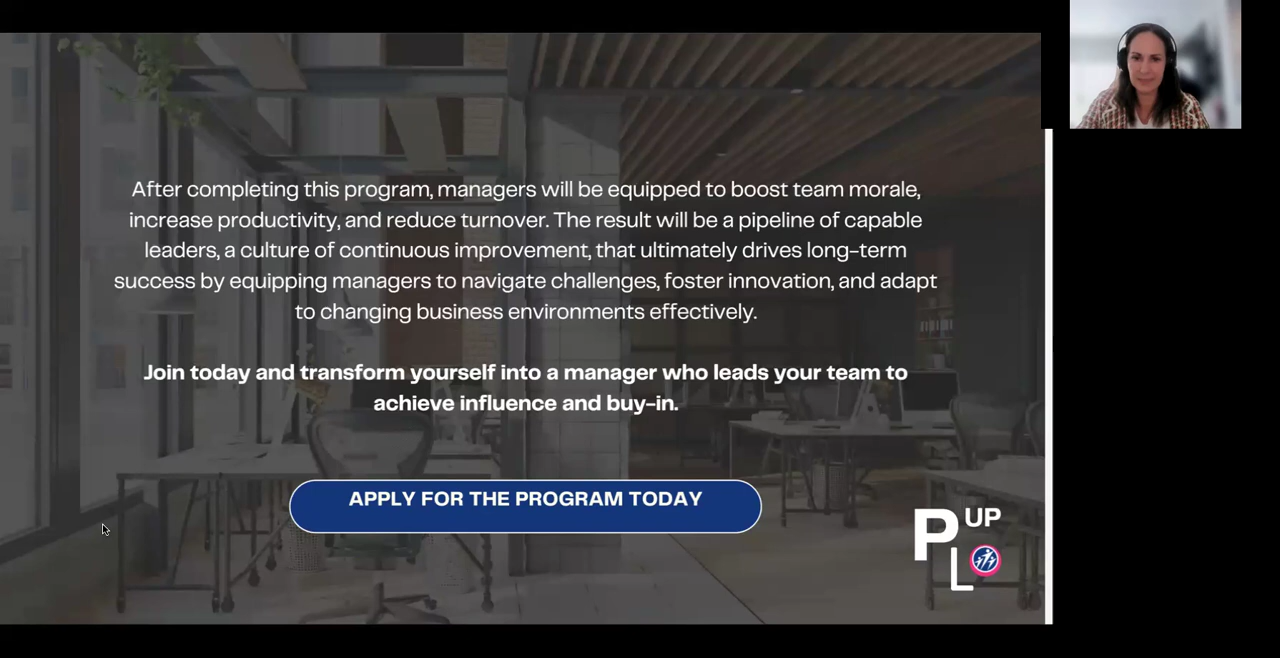 After completing this program, managers will be equipped to boost team morale,
increase productivity, and reduce turnover. The result will be a pipeline of capable
leaders, a culture of continuous improvement, that ultimately drives long-term
success by equipping managers to navigate challenges, foster innovation, and adapt
to changing business environments effectively.
Join today and transform yourself into a manager who leads your team to
achieve influence and buy-in.
APPLY FOR THE PROGRAM TODAY
P UP
L